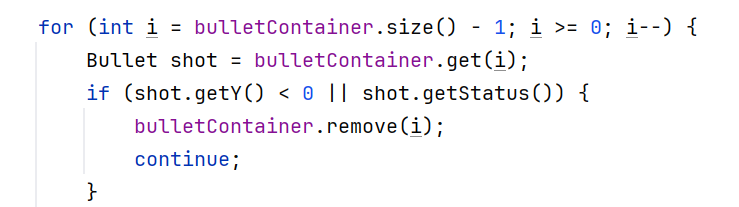 for (int i = bulletContainer.size() - 1; i >= 0; i--) {
    Bullet shot = bulletContainer.get(i);
    if (shot.getY() < 0 || shot.getStatus()) {
        bulletContainer.remove(i);
        continue;
    }